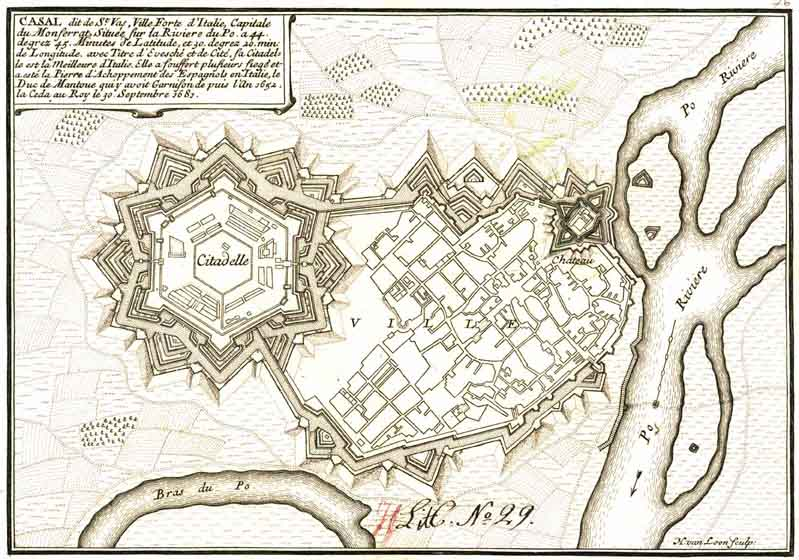 CASAL dit de St. Vas, Ville Forte d'Italie, Capitale
du Monferrat, Située sur la Riviere du Po. a 44.
degrez 45. Minutes de Latitude, et 30. degrez 20. min:
de Longitude. avec Titre d'Evesché et de Cité, sa Citadel-
le est la Meilleure d'Italie. Elle a souffert plusieurs siege et
a esté la Pierre d'Achoppement des Espagnols en Italie, le
Duc de Mantoue qui y avoit Garnison de puis l'An 1652.
la Ceda au Roy le 30. Septembre 1681.
Po Riviere
Citadelle
Chateau
Riviere
VILLE
Po
Bras du Po
H LitC. No 29.
H. van Loon Sculp: